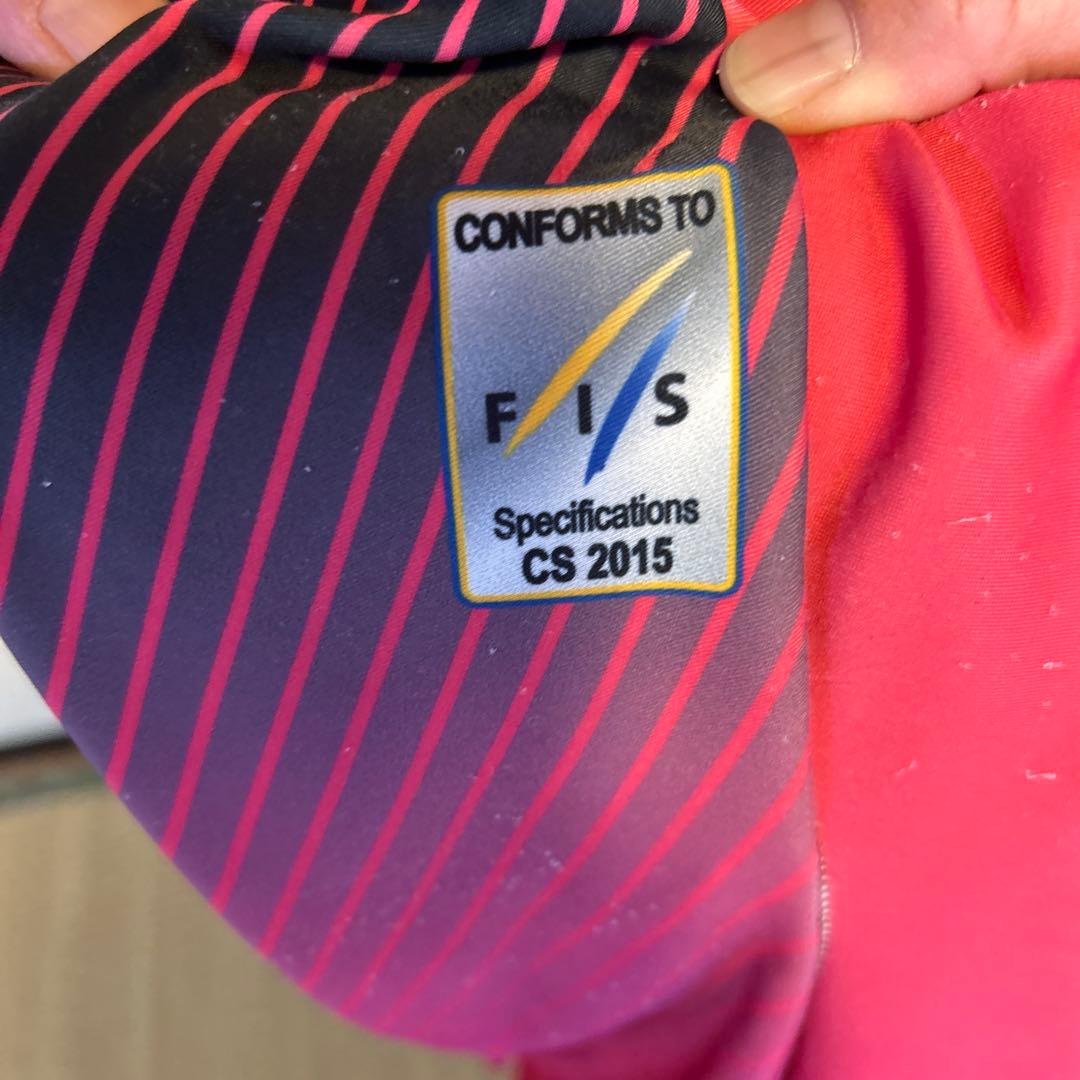 CONFORMS TO
F I S
Specifications
CS 2015